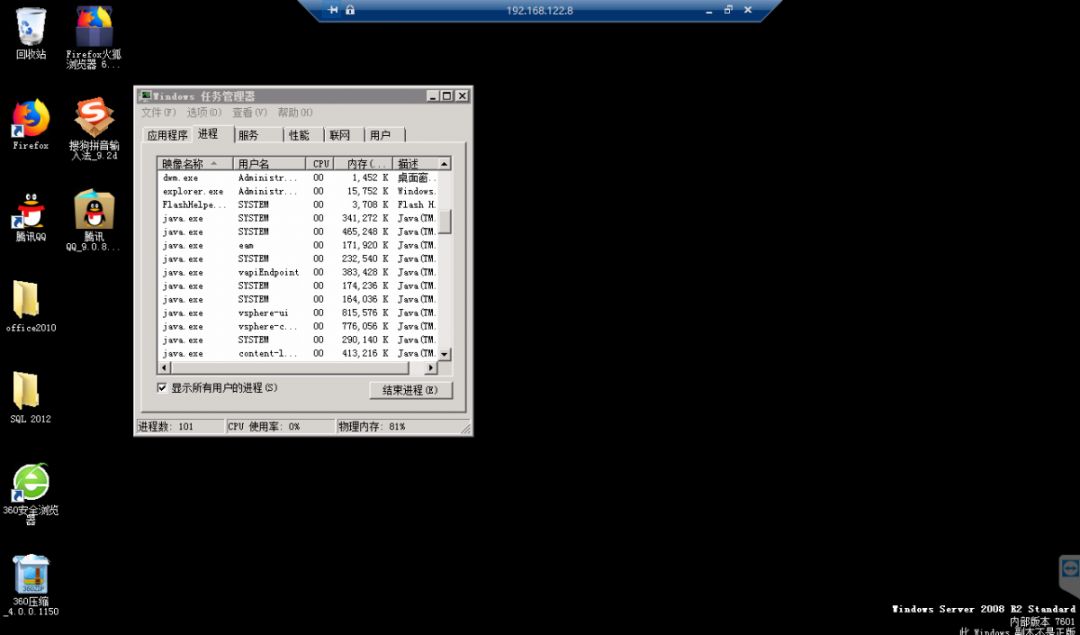 192.168.122.8
回收站
Firefox火狐
浏览器 6...
Firefox
搜狗拼音输
入法_9.2d
腾讯QQ
腾讯
QQ_9.0.8...
office2010
SQL 2012
360安全浏览
器
360压缩
_4.0.0.1150
Windows 任务管理器
文件(F) 选项(O) 查看(V) 帮助(H)
应用程序 进程 服务 性能 联网 用户
映像名称 用户名 CPU 内存(... 描述
dwm.exe Administr... 00 1,452 K 桌面窗..
explorer.exe Administr... 00 15,752 K Windows.
FlashHelpe... SYSTEM 00 3,708 K Flash H.
java.exe SYSTEM 00 341,272 K Java(TM.
java.exe SYSTEM 00 465,248 K Java(TM.
java.exe eam 00 171,920 K Java(TM.
java.exe SYSTEM 00 232,540 K Java(TM.
java.exe vapiEndpoint 00 383,428 K Java(TM.
java.exe SYSTEM 00 174,236 K Java(TM.
java.exe SYSTEM 00 164,036 K Java(TM.
java.exe vsphere-ui 00 815,576 K Java(TM.
java.exe vsphere-c... 00 776,056 K Java(TM.
java.exe SYSTEM 00 290,140 K Java(TM.
java.exe content-l... 00 413,216 K Java(TM.
显示所有用户的进程(S)
结束进程(E)
进程数: 101 CPU 使用率: 0% 物理内存: 81%
Windows Server 2008 R2 Standard
内部版本 7601
此 Windows 副本不是正版